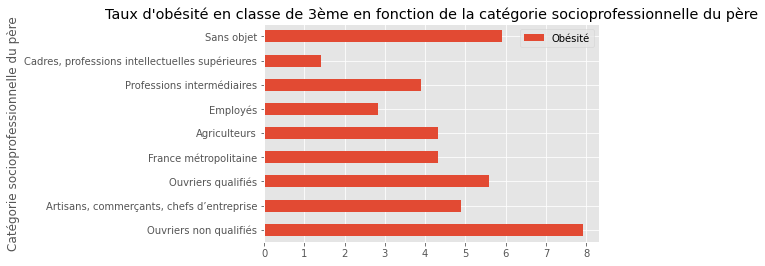 Taux d'obésité en classe de 3ème en fonction de la catégorie socioprofessionnelle du père
Catégorie socioprofessionnelle du père
Obésité
Sans objet
Cadres, professions intellectuelles supérieures
Professions intermédiaires
Employés
Agriculteurs
France métropolitaine
Ouvriers qualifiés
Artisans, commerçants, chefs d’entreprise
Ouvriers non qualifiés
0 1 2 3 4 5 6 7 8